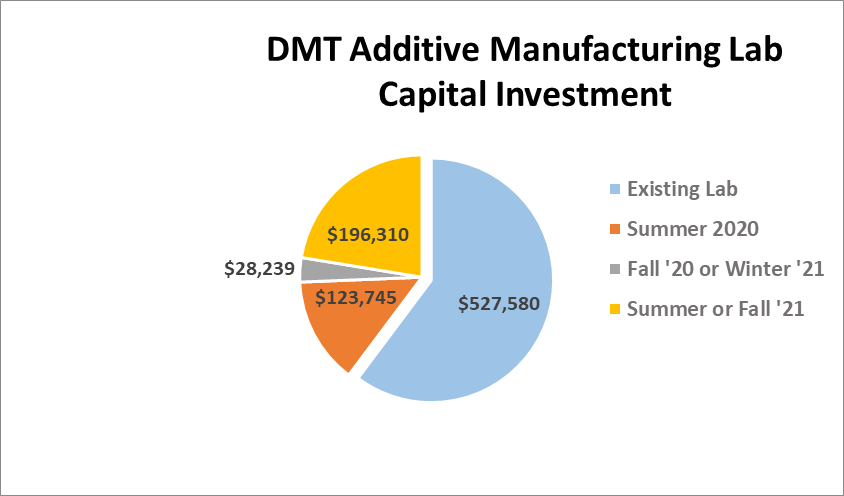 DMT Additive Manufacturing Lab
Capital Investment
$196,310
$28,239
$123,745
$527,580
Existing Lab
Summer 2020
Fall '20 or Winter '21
Summer or Fall '21